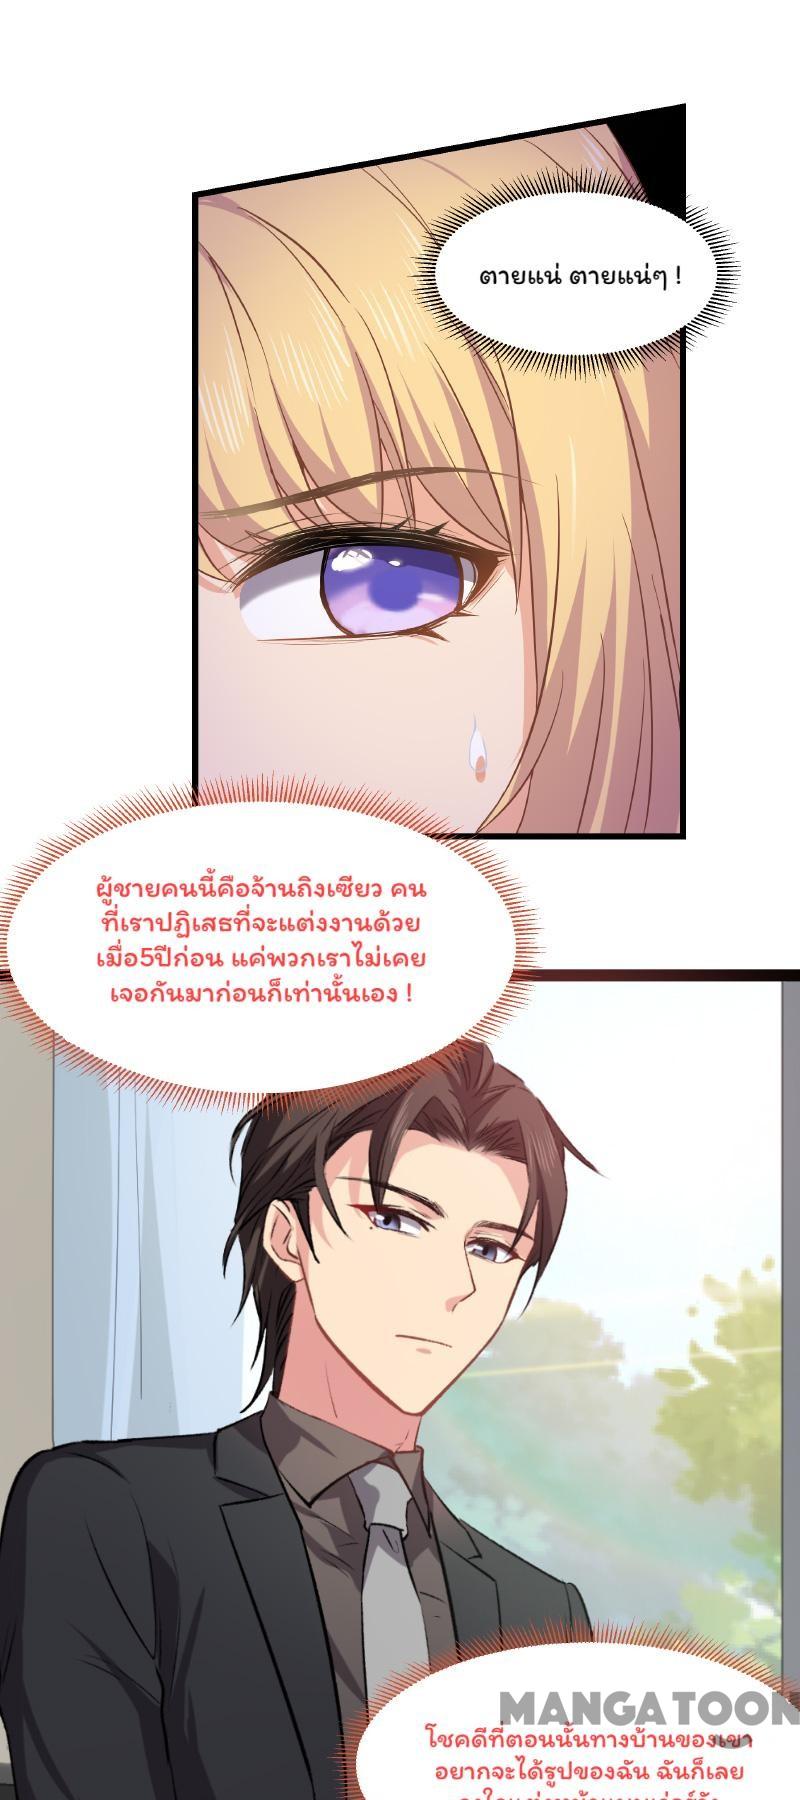 ตายแน่ ตายแน่ๆ !
ผู้ชายคนนี้คือจ้านถิงเซียว คน
ที่เราปฏิเสธที่จะแต่งงานด้วย
เมื่อ5ปีก่อน แค่พวกเราไม่เคย
เจอกันมาก่อนก็เท่านั้นเอง !
MANGATOON
โชคดีที่ตอนนั้นทางบ้านของเขา
อยากจะได้รูปของฉัน ฉันก็เลย